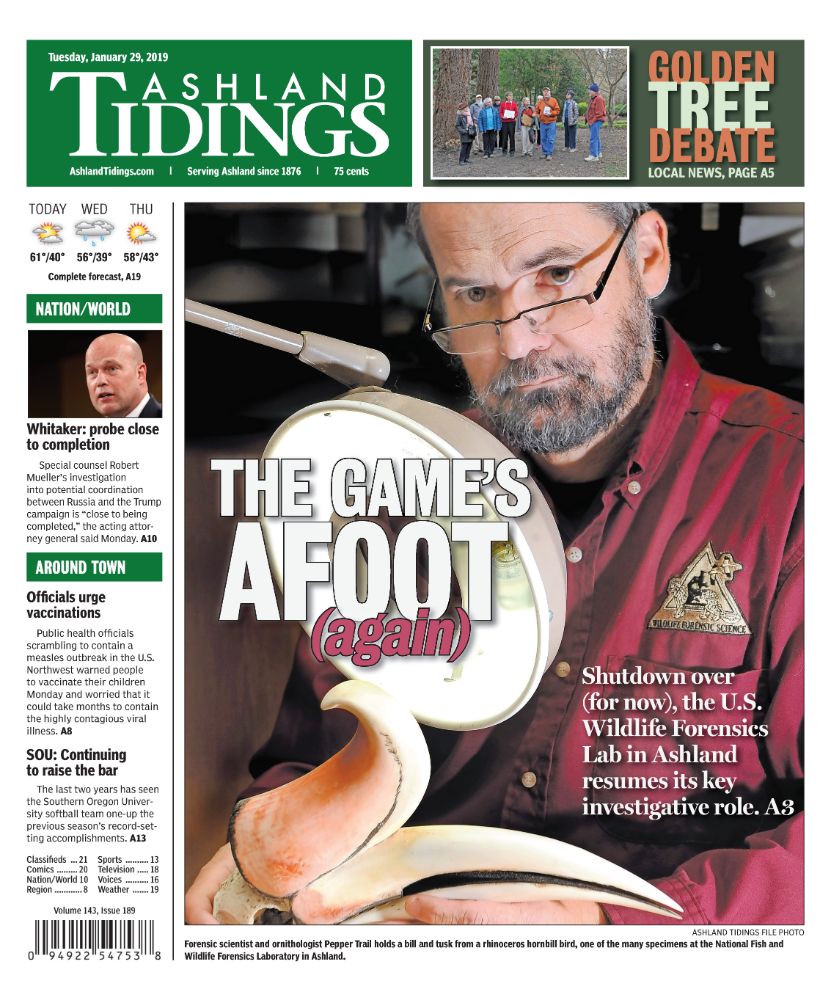 Tuesday, January 29, 2019
ASHLAND
TIDINGS
AshlandTidings.com | Serving Ashland since 1876 | 75 cents
GOLDEN
TREE
DEBATE
LOCAL NEWS, PAGE A5
TODAY WED THU
61°/40° 56°/39° 58°/43°
Complete forecast, A19
NATION/WORLD
Whitaker: probe close
to completion
Special counsel Robert
Mueller's investigation
into potential coordination
between Russia and the Trump
campaign is "close to being
completed," the acting attor-
ney general said Monday. A10
AROUND TOWN
Officials urge
vaccinations
Public health officials
scrambling to contain a
measles outbreak in the U.S.
Northwest warned people
to vaccinate their children
Monday and worried that it
could take months to contain
the highly contagious viral
illness. A8
SOU: Continuing
to raise the bar
The last two years has seen
the Southern Oregon Univer-
sity softball team one-up the
previous season's record-set-
ting accomplishments. A13
Classifieds ... 21 Sports .......... 13
Comics ......... 20 Television ..... 18
Nation/World 10 Voices .......... 16
Region ............ 8 Weather ....... 19
Volume 143, Issue 189
0 94922 54753 8
THE GAME'S
AFOOT
(again)
WILDLIFE FORENSIC SCIENCE
Shutdown over
(for now), the U.S.
Wildlife Forensics
Lab in Ashland
resumes its key
investigative role. A3
ASHLAND TIDINGS FILE PHOTO
Forensic scientist and ornithologist Pepper Trail holds a bill and tusk from a rhinoceros hornbill bird, one of the many specimens at the National Fish and
Wildlife Forensics Laboratory in Ashland.